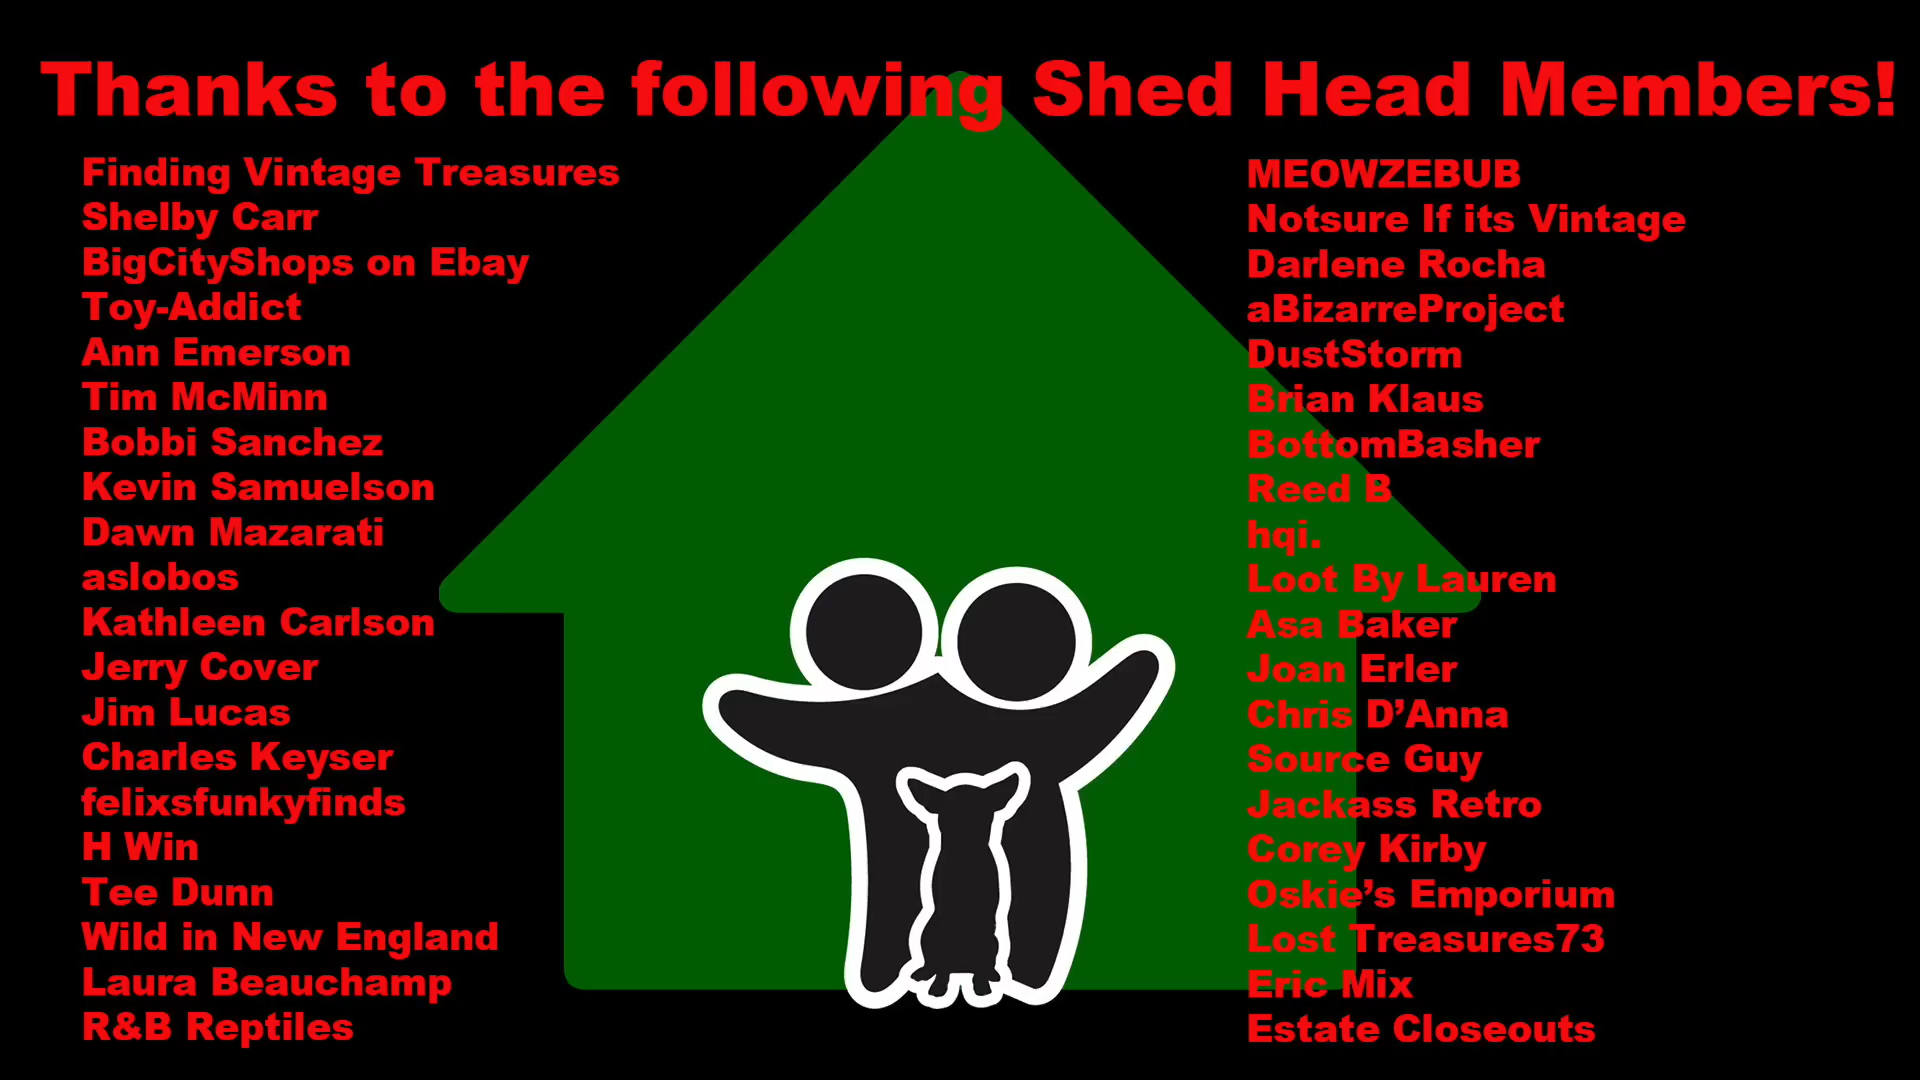 Thanks to the following Shed Head Members!
Finding Vintage Treasures
Shelby Carr
BigCityShops on Ebay
Toy-Addict
Ann Emerson
Tim McMinn
Bobbi Sanchez
Kevin Samuelson
Dawn Mazarati
aslobos
Kathleen Carlson
Jerry Cover
Jim Lucas
Charles Keyser
felixsfunkyfinds
H Win
Tee Dunn
Wild in New England
Laura Beauchamp
R&B Reptiles
MEOWZEBUB
Notsure If its Vintage
Darlene Rocha
aBizarreProject
DustStorm
Brian Klaus
BottomBasher
Reed B
hqi.
Loot By Lauren
Asa Baker
Joan Erler
Chris D’Anna
Source Guy
Jackass Retro
Corey Kirby
Oskie’s Emporium
Lost Treasures73
Eric Mix
Estate Closeouts